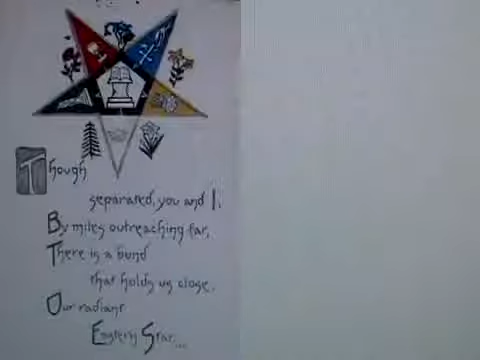 Though
separated, you and I,
By miles outreaching far,
There is a bond
that holds us close,
Our radiant
Eastern Star...